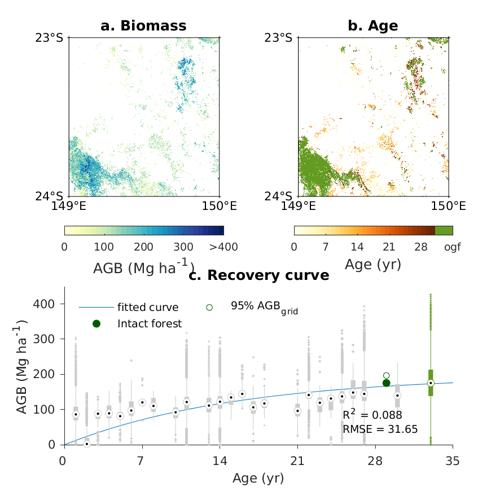 a. Biomass
b. Age
23°S
23°S
24°S
24°S
149°E
150°E
149°E
150°E
0 100 200 300 >400
0 7 14 21 28 ogf
AGB (Mg ha-1)
Age (yr)
c. Recovery curve
fitted curve
95% AGBgrid
Intact forest
400
300
200
100
0
AGB (Mg ha-1)
R2 = 0.088
RMSE = 31.65
0 7 14 21 28 35
Age (yr)